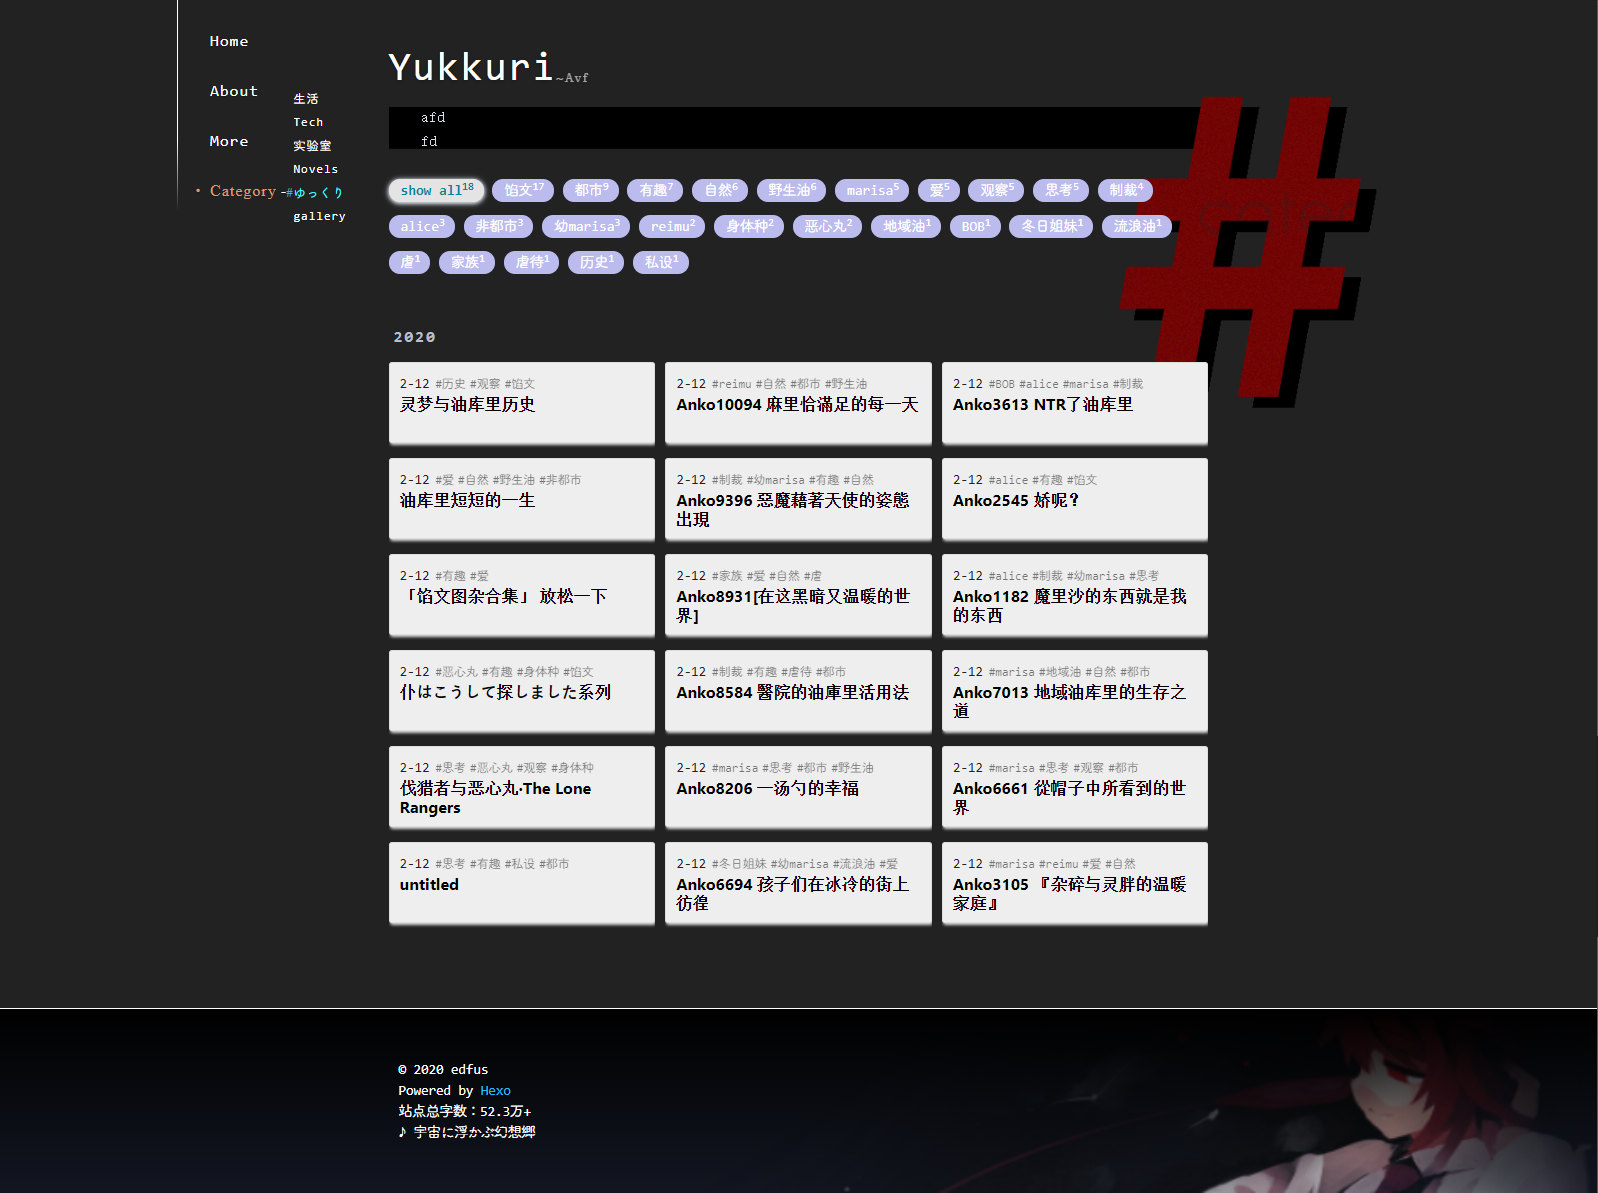 Home
About
More
• Category -#ゆっくり
生活
Tech
实验室
Novels
gallery
Yukkuri~Avf
afd
fd
#
show all18 馅文17 都市9 有趣7 自然6 野生油6 marisa5 爱5 观察5 思考5 制裁4
alice3 非都市3 幼marisa3 reimu2 身体种2 恶心丸2 地域油1 BOB1 冬日姐妹1 流浪油1
虐1 家族1 虐待1 历史1 私设1
2020
2-12 #历史 #观察 #馅文
灵梦与油库里历史
2-12 #reimu #自然 #都市 #野生油
Anko10094 麻里恰滿足的每一天
2-12 #BOB #alice #marisa #制裁
Anko3613 NTR了油库里
2-12 #爱 #自然 #野生油 #非都市
油库里短短的一生
2-12 #制裁 #幼marisa #有趣 #自然
Anko9396 惡魔藉著天使的姿態
出現
2-12 #alice #有趣 #馅文
Anko2545 娇呢？
2-12 #有趣 #爱
「馅文图杂合集」 放松一下
2-12 #家族 #爱 #自然 #虐
Anko8931[在这黑暗又温暖的世
界]
2-12 #alice #制裁 #幼marisa #思考
Anko1182 魔里沙的东西就是我
的东西
2-12 #恶心丸 #有趣 #身体种 #馅文
仆はこうして探しました系列
2-12 #制裁 #有趣 #虐待 #都市
Anko8584 醫院的油庫里活用法
2-12 #marisa #地域油 #自然 #都市
Anko7013 地域油库里的生存之
道
2-12 #思考 #恶心丸 #观察 #身体种
伐猎者与恶心丸·The Lone
Rangers
2-12 #marisa #思考 #都市 #野生油
Anko8206 一汤勺的幸福
2-12 #marisa #思考 #观察 #都市
Anko6661 從帽子中所看到的世
界
2-12 #思考 #有趣 #私设 #都市
untitled
2-12 #冬日姐妹 #幼marisa #流浪油 #爱
Anko6694 孩子们在冰冷的街上
彷徨
2-12 #marisa #reimu #爱 #自然
Anko3105 『杂碎与灵胖的温暖
家庭』
© 2020 edfus
Powered by Hexo
站点总字数：52.3万+
♪ 宇宙に浮かぶ幻想郷